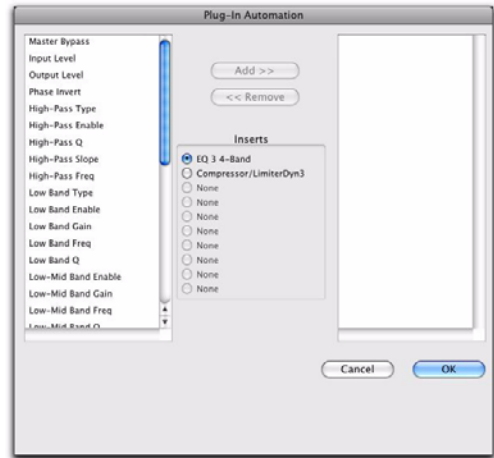 Plug-In Automation
Master Bypass
Input Level
Output Level
Phase Invert
High-Pass Type
High-Pass Enable
High-Pass Q
High-Pass Slope
High-Pass Freq
Low Band Type
Low Band Enable
Low Band Gain
Low Band Freq
Low Band Q
Low-Mid Band Enable
Low-Mid Band Gain
Low-Mid Band Freq
Low-Mid Band Q
Add >>
<< Remove
Inserts
EQ 3 4-Band
Compressor/LimiterDyn3
None
None
None
None
None
None
None
None
Cancel
OK